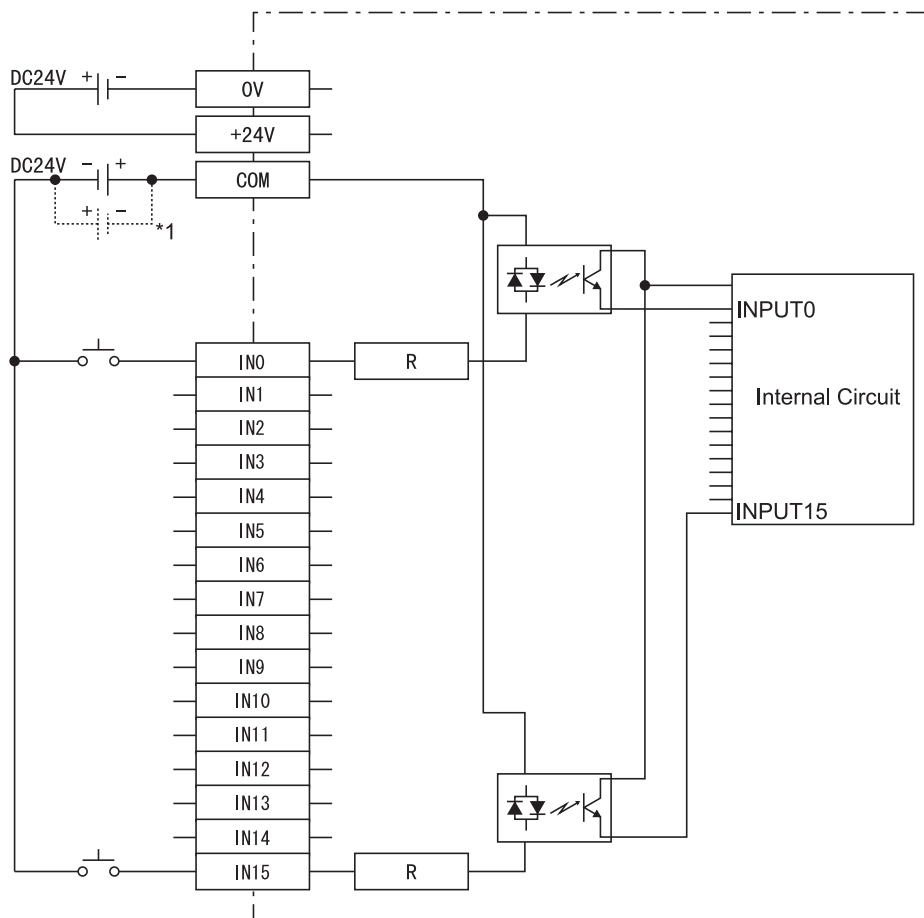 DC24V + -
0V
+24V
DC24V - +
COM
+ - *1
INPUT0
IN0
R
IN1
Internal Circuit
IN2
IN3
IN4
INPUT15
IN5
IN6
IN7
IN8
IN9
IN10
IN11
IN12
IN13
IN14
IN15
R